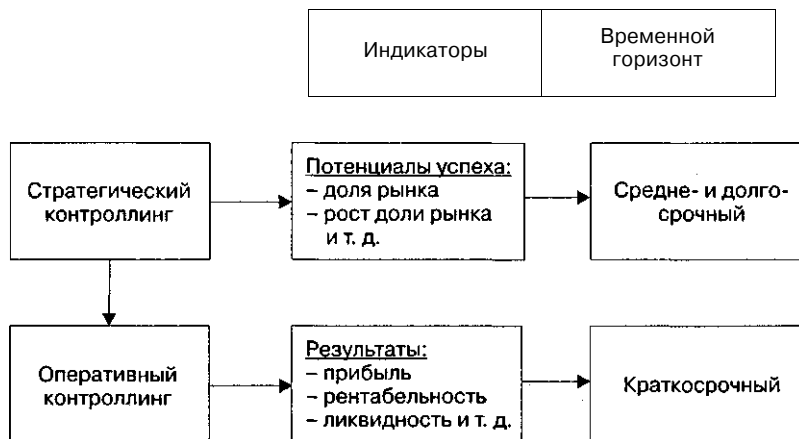 Индикаторы
Временной
горизонт
Стратегический
контроллинг
Потенциалы успеха:
– доля рынка
– рост доли рынка
и т. д.
Средне- и долго-
срочный
Оперативный
контроллинг
Результаты:
– прибыль
– рентабельность
– ликвидность и т. д.
Краткосрочный